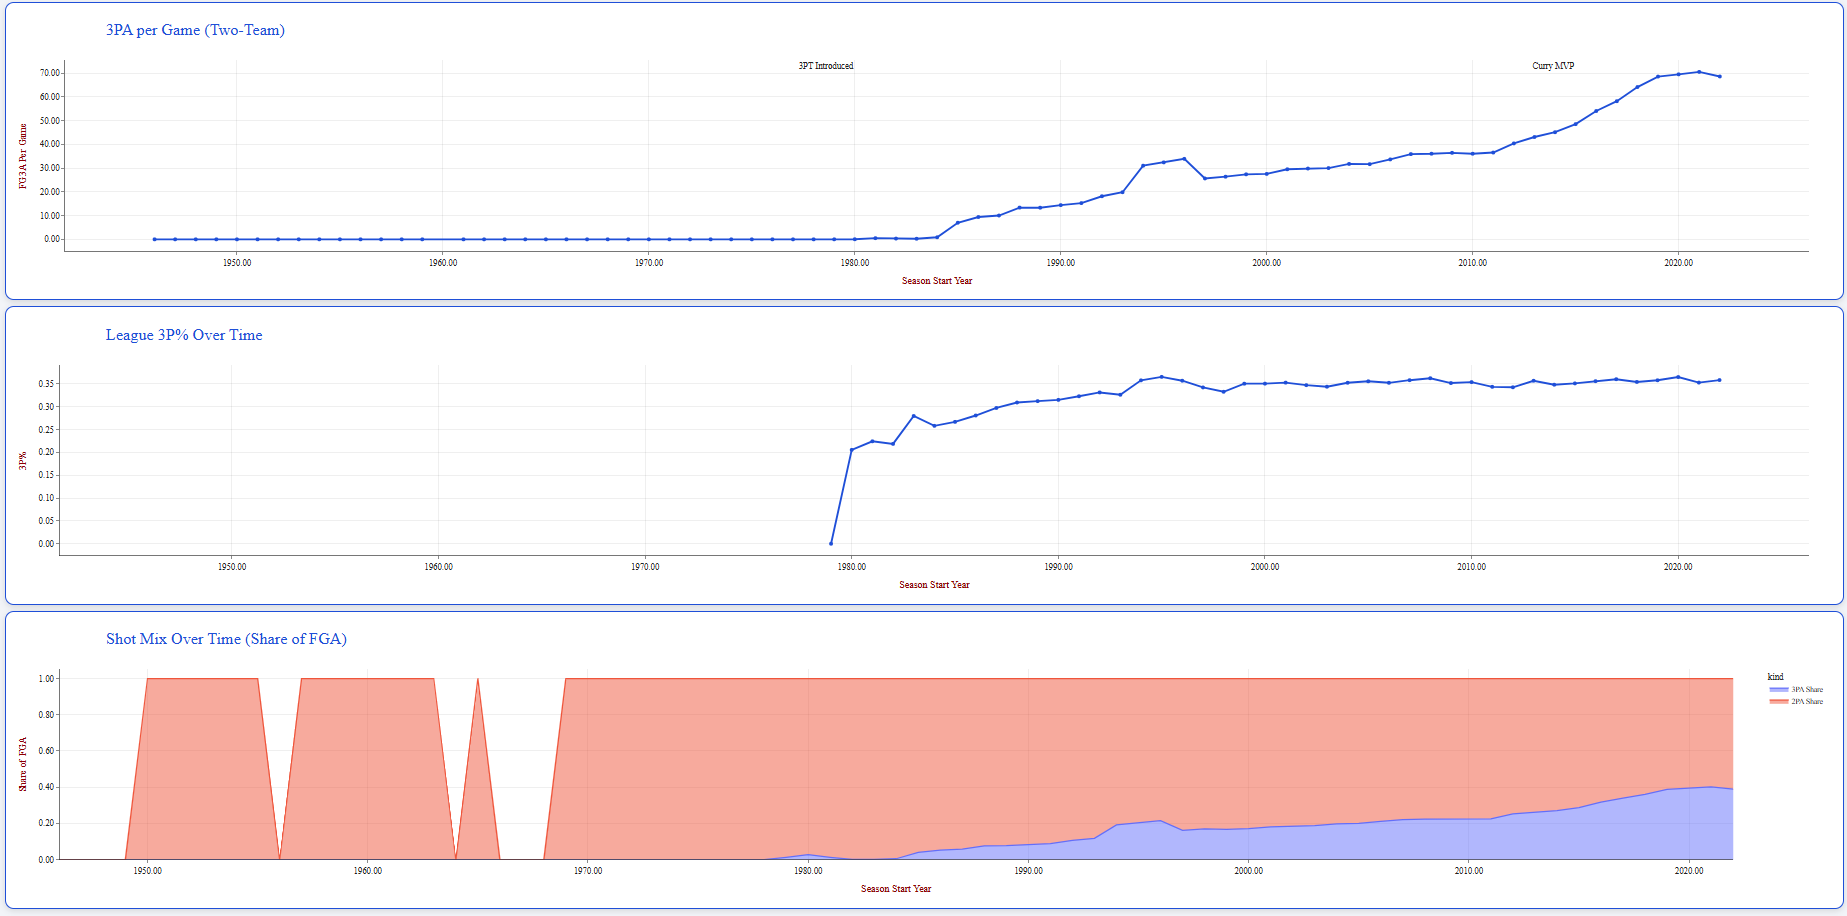 3PA per Game (Two-Team)
3PT Introduced
Curry MVP
70.00
60.00
50.00
40.00
30.00
20.00
10.00
0.00
FG3A Per Game
1950.00 1960.00 1970.00 1980.00 1990.00 2000.00 2010.00 2020.00
Season Start Year
League 3P% Over Time
0.35
0.30
0.25
0.20
0.15
0.10
0.05
0.00
3P%
1950.00 1960.00 1970.00 1980.00 1990.00 2000.00 2010.00 2020.00
Season Start Year
Shot Mix Over Time (Share of FGA)
1.00
0.80
0.60
0.40
0.20
0.00
Share of FGA
1950.00 1960.00 1970.00 1980.00 1990.00 2000.00 2010.00 2020.00
Season Start Year
kind
3PA Share
2PA Share